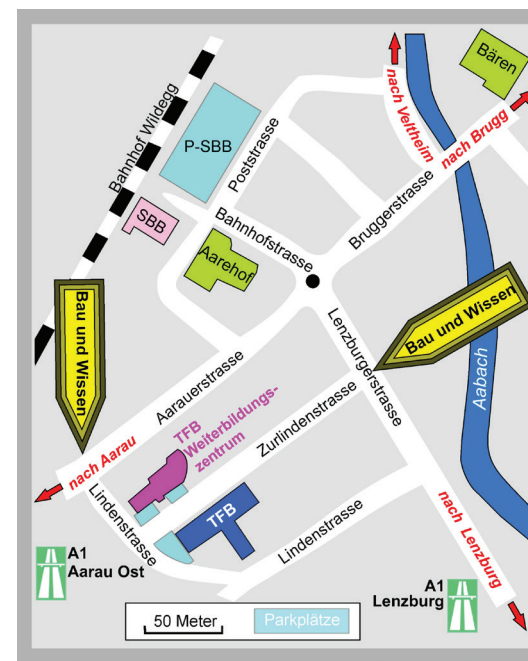 Bären
nach Veltheim
nach Brugg
Bahnhof Wildegg
P-SBB
Poststrasse
SBB
Bahnhofstrasse
Bruggerstrasse
Aarehof
Bau und Wissen
Lenzburgerstrasse
Bau und Wissen
Aabach
Aarauerstrasse
TFB
Weiterbildungs-
zentrum
Zurlindenstrasse
nach Aarau
Lindenstrasse
TFB
Lindenstrasse
nach Lenzburg
A1
Aarau Ost
A1
Lenzburg
50 Meter
Parkplätze